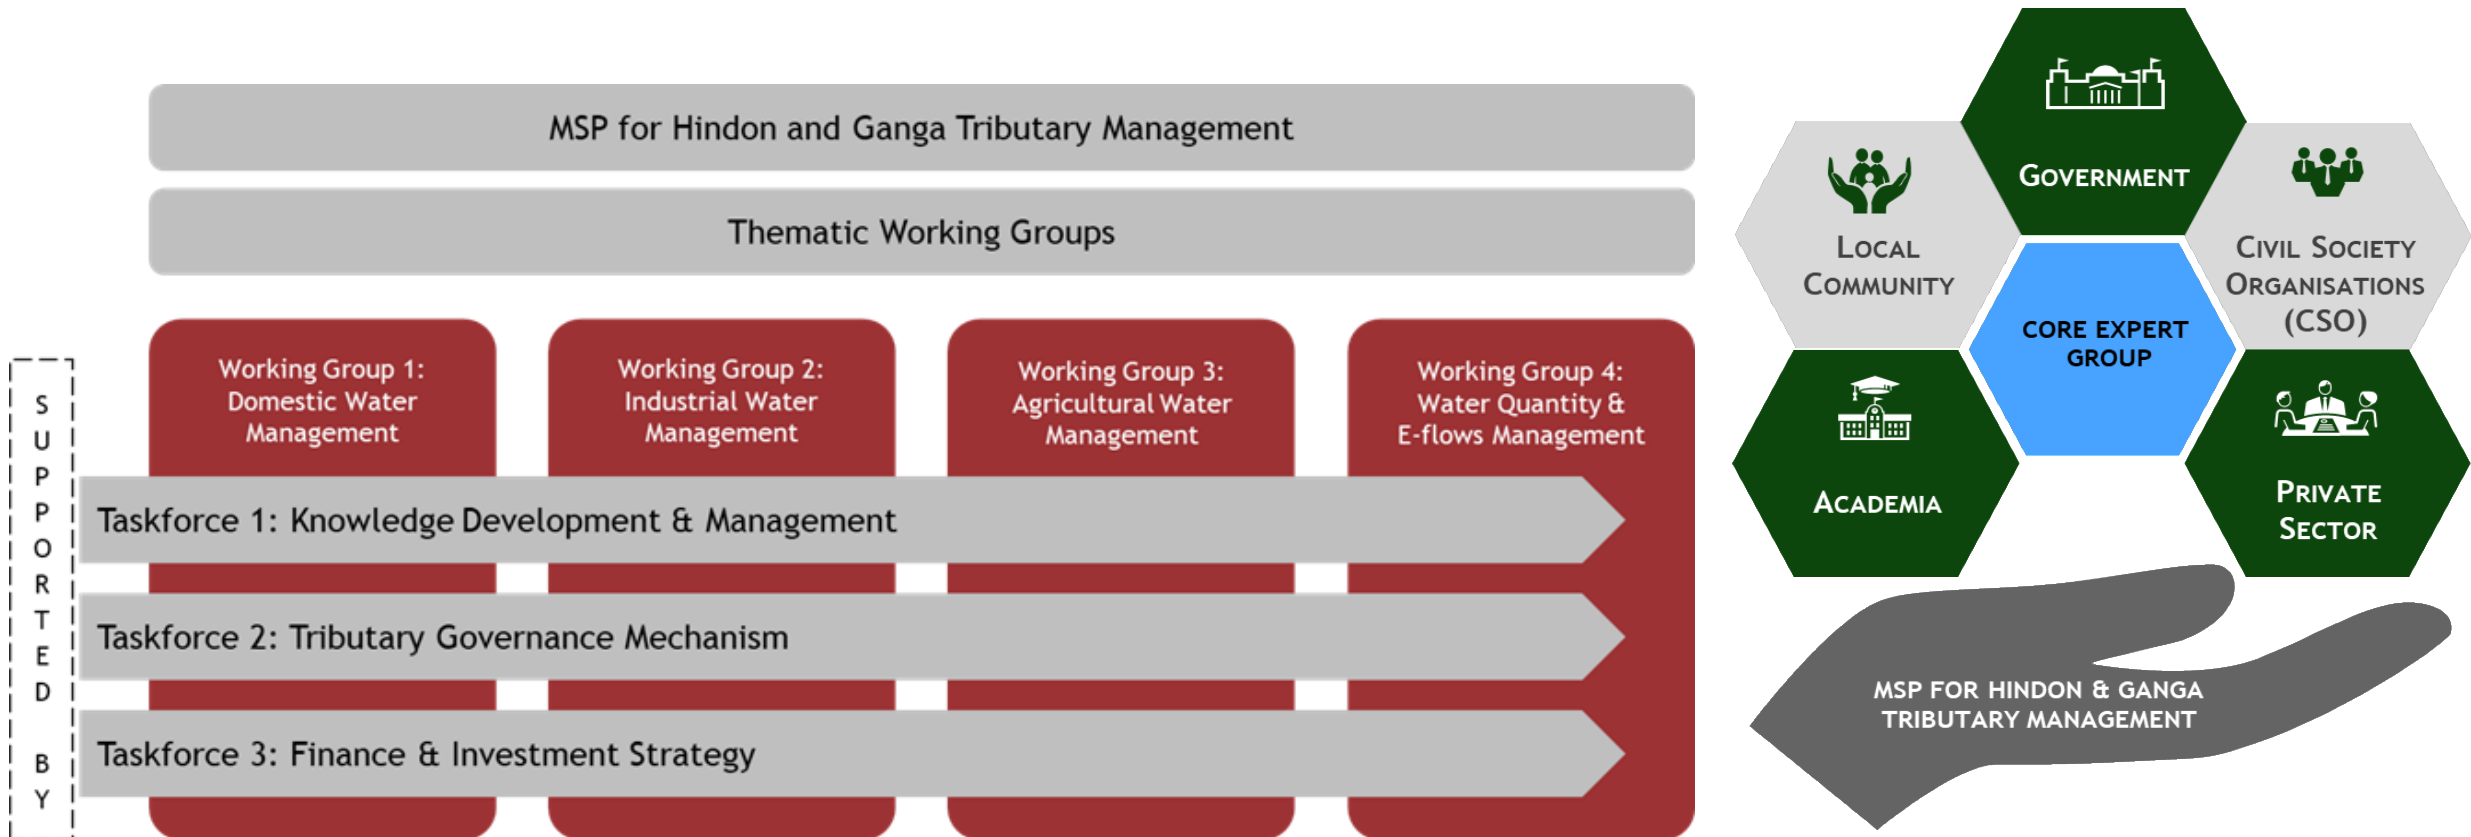 MSP for Hindon and Ganga Tributary Management
Thematic Working Groups
Working Group 1:
Domestic Water
Management
Working Group 2:
Industrial Water
Management
Working Group 3:
Agricultural Water
Management
Working Group 4:
Water Quantity &
E-flows Management
SUPPORTED BY
Taskforce 1: Knowledge Development & Management
Taskforce 2: Tributary Governance Mechanism
Taskforce 3: Finance & Investment Strategy
GOVERNMENT
LOCAL
COMMUNITY
CIVIL SOCIETY
ORGANISATIONS
(CSO)
CORE EXPERT
GROUP
ACADEMIA
PRIVATE
SECTOR
MSP FOR HINDON & GANGA
TRIBUTARY MANAGEMENT